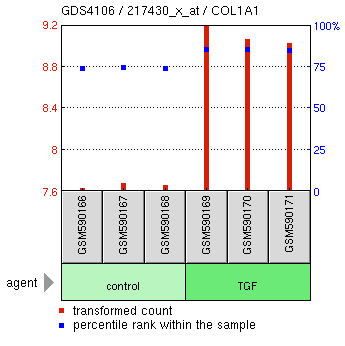 GDS4106 / 217430_x_at / COL1A1
9.2 100%
8.8 75
8.4 50
8 25
7.6 0
GSM590166 GSM590167 GSM590168 GSM590169 GSM590170 GSM590171
agent control TGF
transformed count
percentile rank within the sample